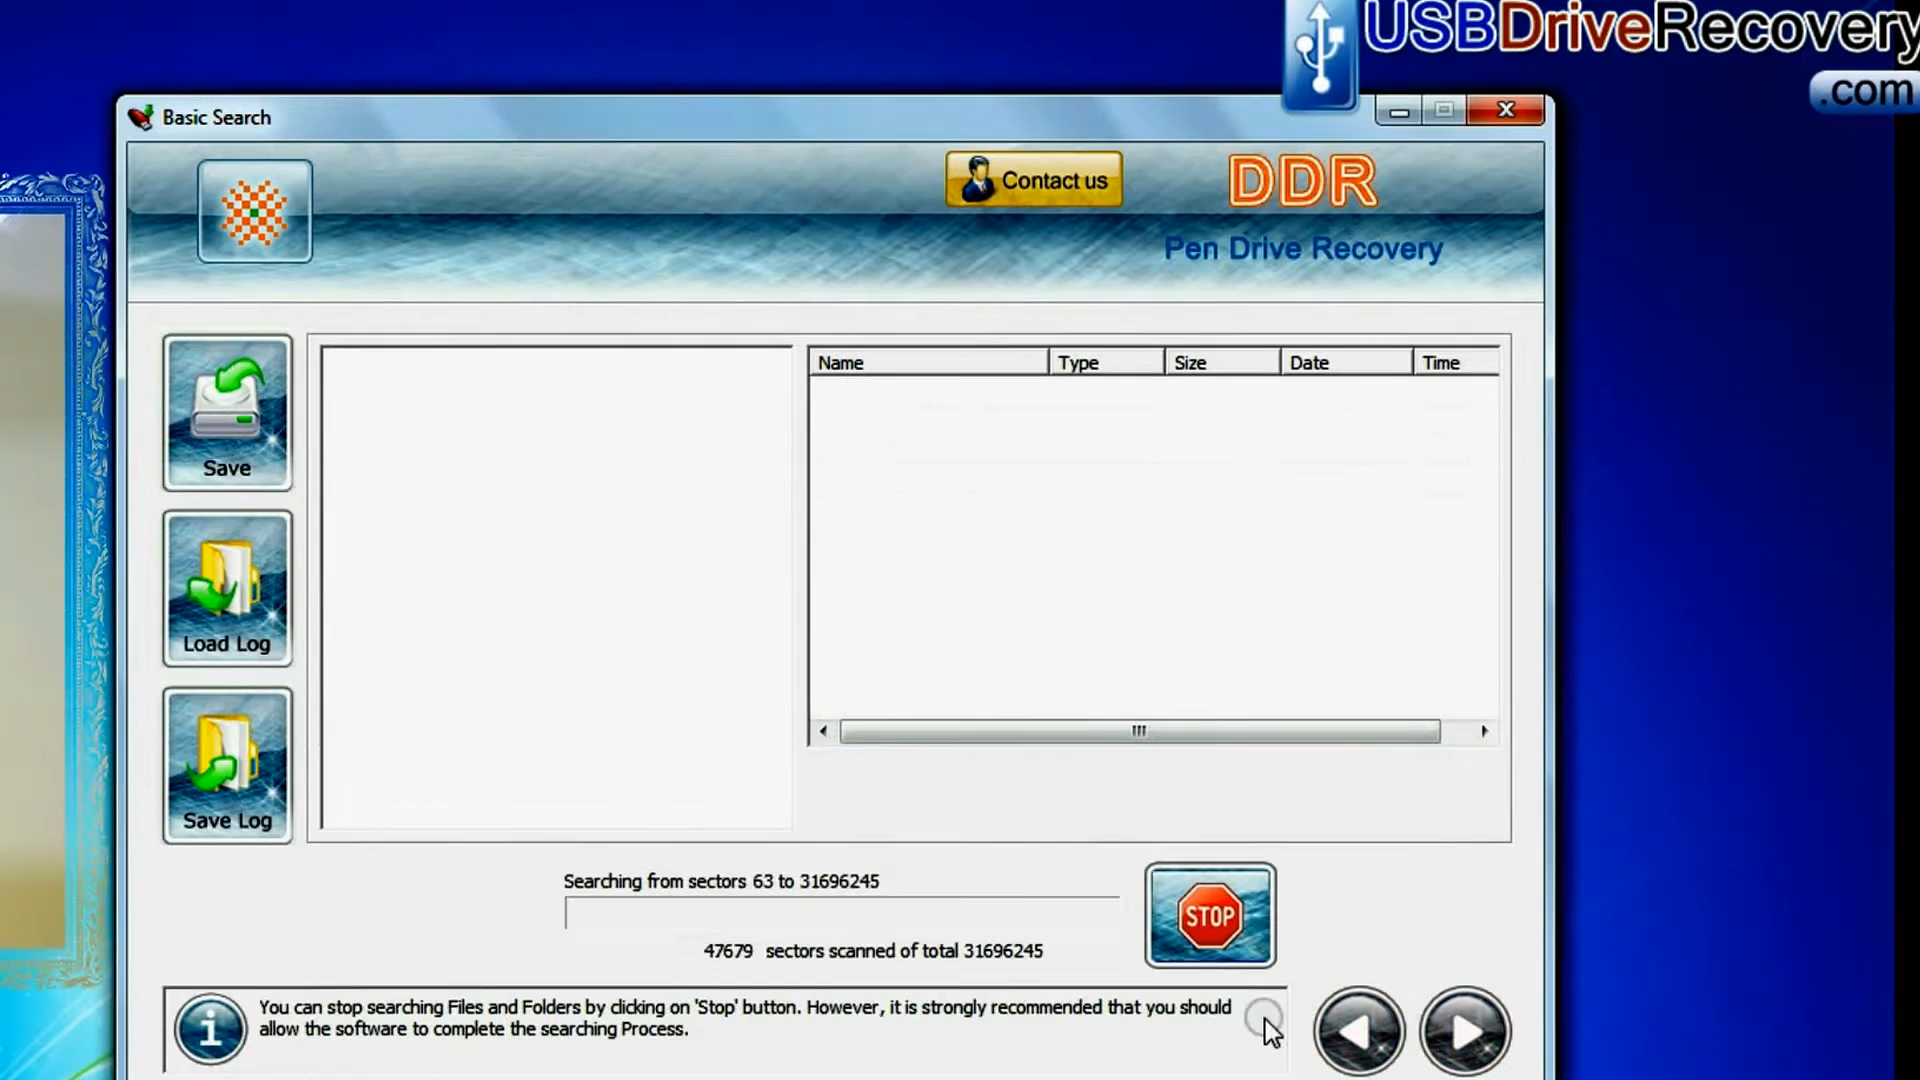 USBDriveRecovery
.com
Basic Search
Contact us
DDR
Pen Drive Recovery
Save
Load Log
Save Log
Name Type Size Date Time
Searching from sectors 63 to 31696245
STOP
47679 sectors scanned of total 31696245
You can stop searching Files and Folders by clicking on 'Stop' button. However, it is strongly recommended that you should
allow the software to complete the searching Process.